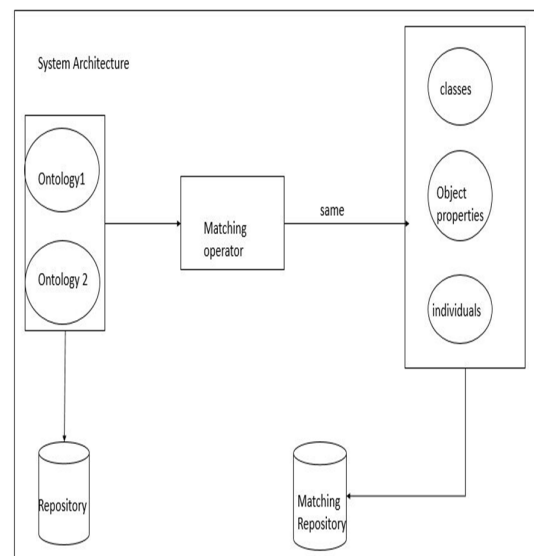 System Architecture
Ontology1
Ontology 2
Matching
operator
same
classes
Object
properties
individuals
Repository
Matching
Repository